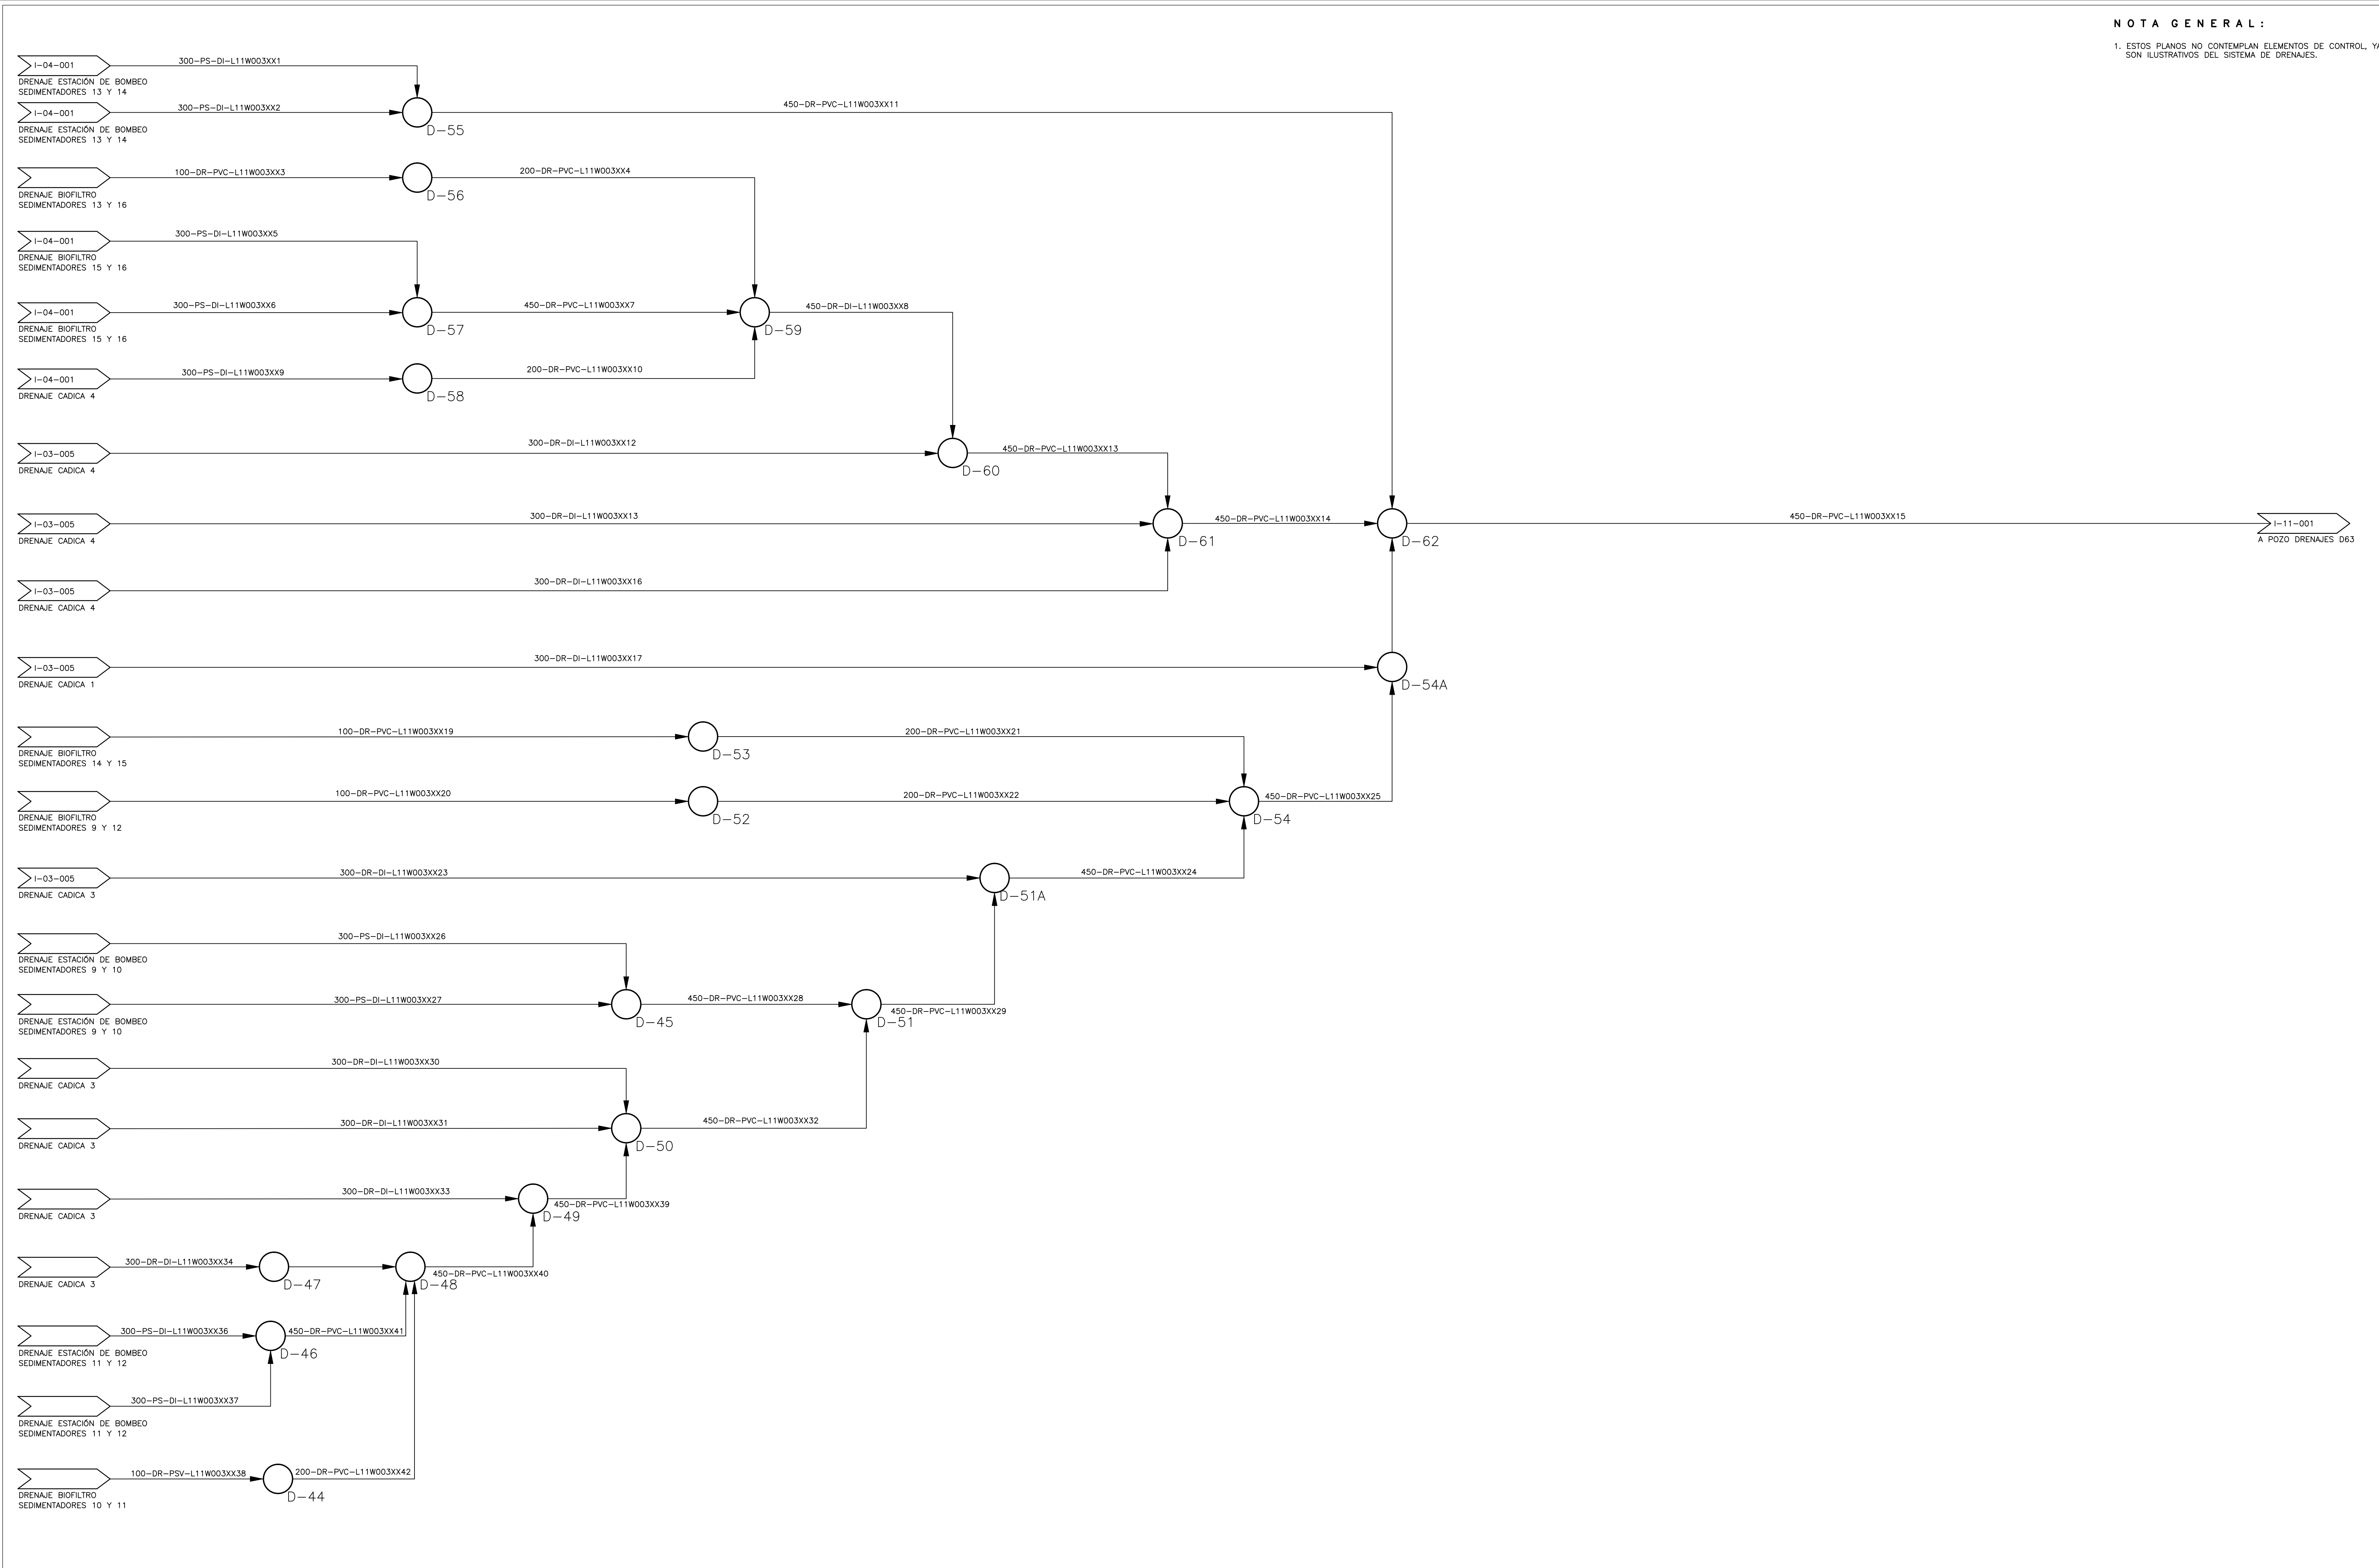 NOTA GENERAL:
1. ESTOS PLANOS NO CONTEMPLAN ELEMENTOS DE CONTROL,
SON ILUSTRATIVOS DEL SISTEMA DE DRENAJES.
I-04-001
300-PS-DI-L11W003XX1
DRENAJE ESTACIÓN DE BOMBEO
SEDIMENTADORES 13 Y 14
I-04-001
300-PS-DI-L11W003XX2
450-DR-PVC-L11W003XX11
D-55
DRENAJE ESTACIÓN DE BOMBEO
SEDIMENTADORES 13 Y 14
100-DR-PVC-L11W003XX3
200-DR-PVC-L11W003XX4
D-56
DRENAJE BIOFILTRO
SEDIMENTADORES 13 Y 16
I-04-001
300-PS-DI-L11W003XX5
DRENAJE BIOFILTRO
SEDIMENTADORES 15 Y 16
I-04-001
300-PS-DI-L11W003XX6
450-DR-PVC-L11W003XX7
450-DR-DI-L11W003XX8
D-57
D-59
DRENAJE BIOFILTRO
SEDIMENTADORES 15 Y 16
I-04-001
300-PS-DI-L11W003XX9
200-DR-PVC-L11W003XX10
D-58
DRENAJE CADICA 4
I-03-005
300-DR-DI-L11W003XX12
450-DR-PVC-L11W003XX13
D-60
DRENAJE CADICA 4
I-03-005
300-DR-DI-L11W003XX13
450-DR-PVC-L11W003XX14
450-DR-PVC-L11W003XX15
I-11-001
D-61
D-62
A POZO DRENAJES D63
DRENAJE CADICA 4
I-03-005
300-DR-DI-L11W003XX16
DRENAJE CADICA 4
I-03-005
300-DR-DI-L11W003XX17
D-54A
DRENAJE CADICA 1
100-DR-PVC-L11W003XX19
200-DR-PVC-L11W003XX21
D-53
DRENAJE BIOFILTRO
SEDIMENTADORES 14 Y 15
100-DR-PVC-L11W003XX20
200-DR-PVC-L11W003XX22
450-DR-PVC-L11W003XX25
D-52
D-54
DRENAJE BIOFILTRO
SEDIMENTADORES 9 Y 12
I-03-005
300-DR-DI-L11W003XX23
450-DR-PVC-L11W003XX24
D-51A
DRENAJE CADICA 3
300-PS-DI-L11W003XX26
DRENAJE ESTACIÓN DE BOMBEO
SEDIMENTADORES 9 Y 10
300-PS-DI-L11W003XX27
450-DR-PVC-L11W003XX28
450-DR-PVC-L11W003XX29
D-45
D-51
DRENAJE ESTACIÓN DE BOMBEO
SEDIMENTADORES 9 Y 10
300-DR-DI-L11W003XX30
DRENAJE CADICA 3
300-DR-DI-L11W003XX31
450-DR-PVC-L11W003XX32
D-50
DRENAJE CADICA 3
300-DR-DI-L11W003XX33
450-DR-PVC-L11W003XX39
D-49
DRENAJE CADICA 3
300-DR-DI-L11W003XX34
450-DR-PVC-L11W003XX40
D-47
D-48
DRENAJE CADICA 3
300-PS-DI-L11W003XX36
450-DR-PVC-L11W003XX41
D-46
DRENAJE ESTACIÓN DE BOMBEO
SEDIMENTADORES 11 Y 12
300-PS-DI-L11W003XX37
DRENAJE ESTACIÓN DE BOMBEO
SEDIMENTADORES 11 Y 12
100-DR-PSV-L11W003XX38
200-DR-PVC-L11W003XX42
D-44
DRENAJE BIOFILTRO
SEDIMENTADORES 10 Y 11